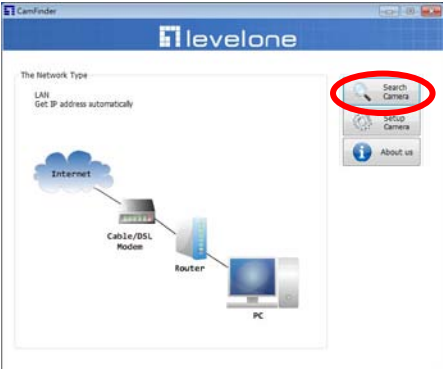 CamFinder
levelone
The Network Type
LAN
Get IP address automatically
Search
Camera
Setup
Camera
About us
Internet
Cable/DSL
Modem
Router
PC